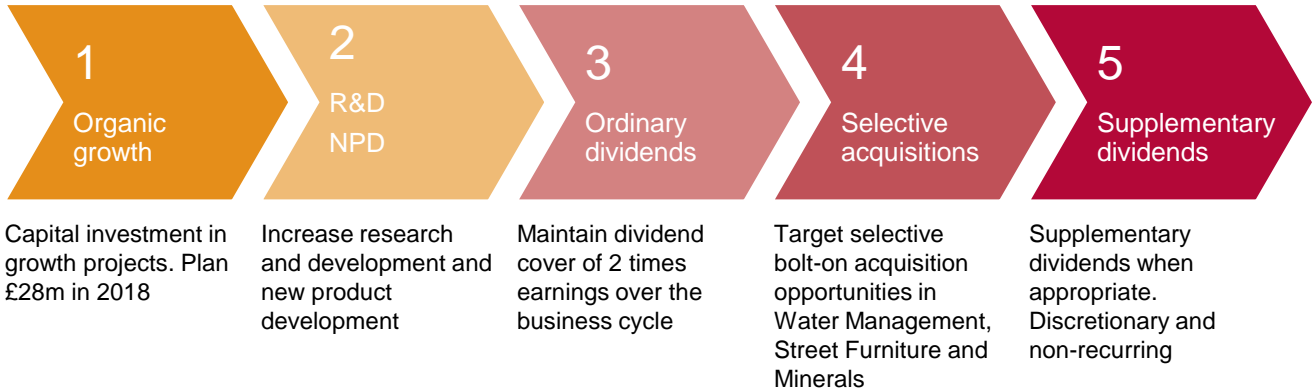 1
Organic
growth
2
R&D
NPD
3
Ordinary
dividends
4
Selective
acquisitions
5
Supplementary
dividends
Capital investment in
growth projects. Plan
£28m in 2018
Increase research
and development and
new product
development
Maintain dividend
cover of 2 times
earnings over the
business cycle
Target selective
bolt-on acquisition
opportunities in
Water Management,
Street Furniture and
Minerals
Supplementary
dividends when
appropriate.
Discretionary and
non-recurring